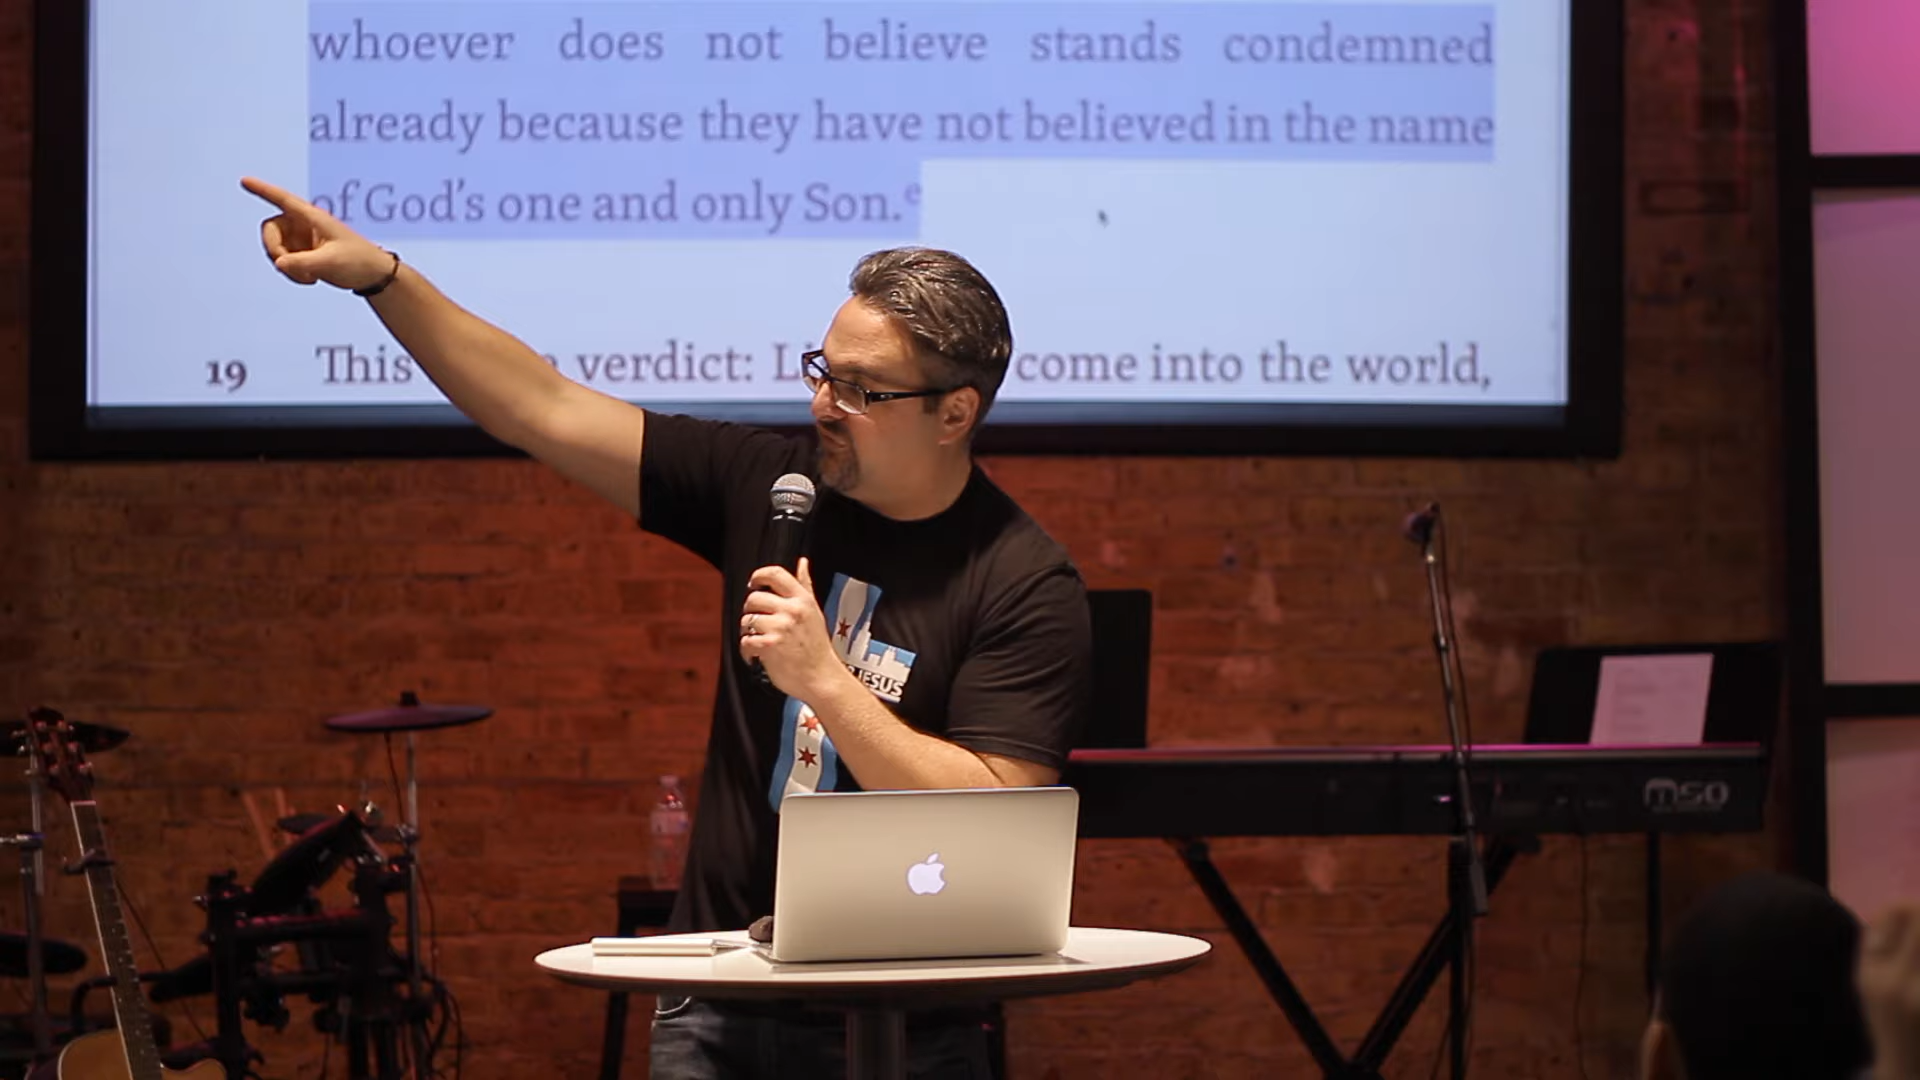 whoever does not believe stands condemned
already because they have not believed in the name
of God's one and only Son.e
19 This verdict: come into the world,
JESUS
M50